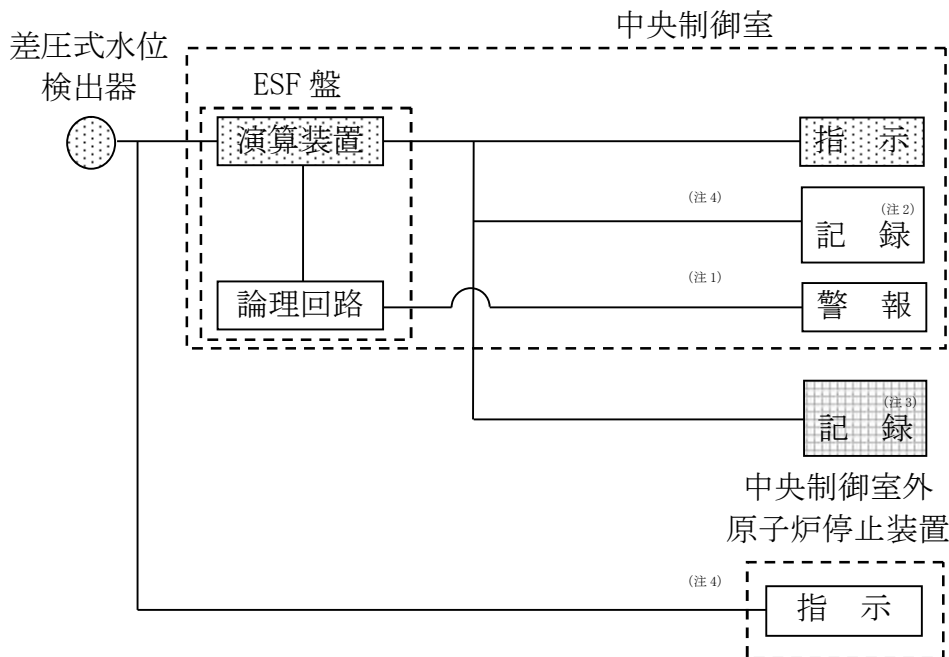 中央制御室
差圧式水位
検出器
ESF 盤
演算装置
指 示
(注4)
(注2)
記 録
(注1)
論理回路
警 報
(注3)
記 録
中央制御室外
原子炉停止装置
(注4)
指 示